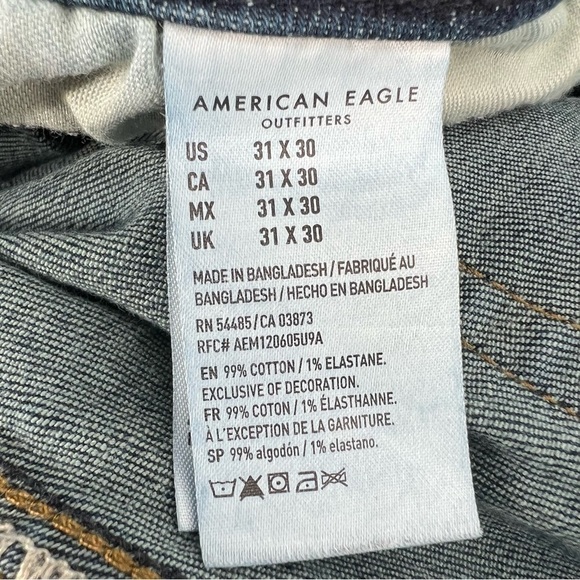 AMERICAN EAGLE
OUTFITTERS
US 31 X 30
CA 31 X 30
MX 31 X 30
UK 31 X 30
MADE IN BANGLADESH / FABRIQUÉ AU
BANGLADESH / HECHO EN BANGLADESH
RN 54485 / CA 03873
RFC# AEM120605U9A
EN 99% COTTON / 1% ELASTANE.
EXCLUSIVE OF DECORATION.
FR 99% COTON / 1% ÉLASTHANNE.
À L'EXCEPTION DE LA GARNITURE.
SP 99% algodón / 1% elastano.